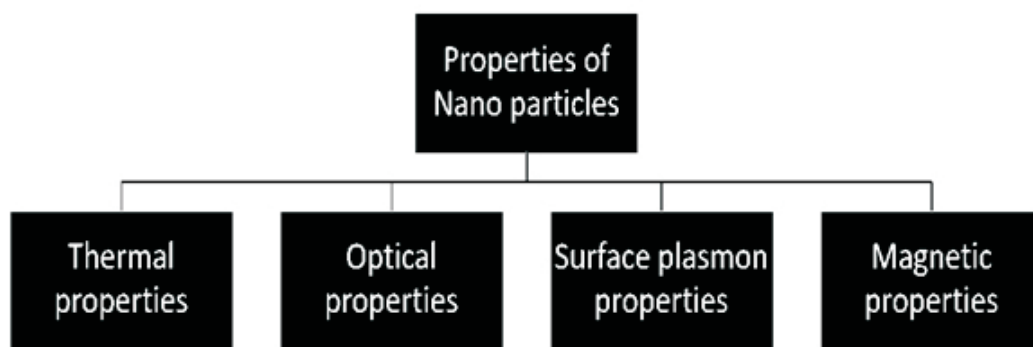 Properties of
Nano particles
Thermal
properties
Optical
properties
Surface plasmon
properties
Magnetic
properties